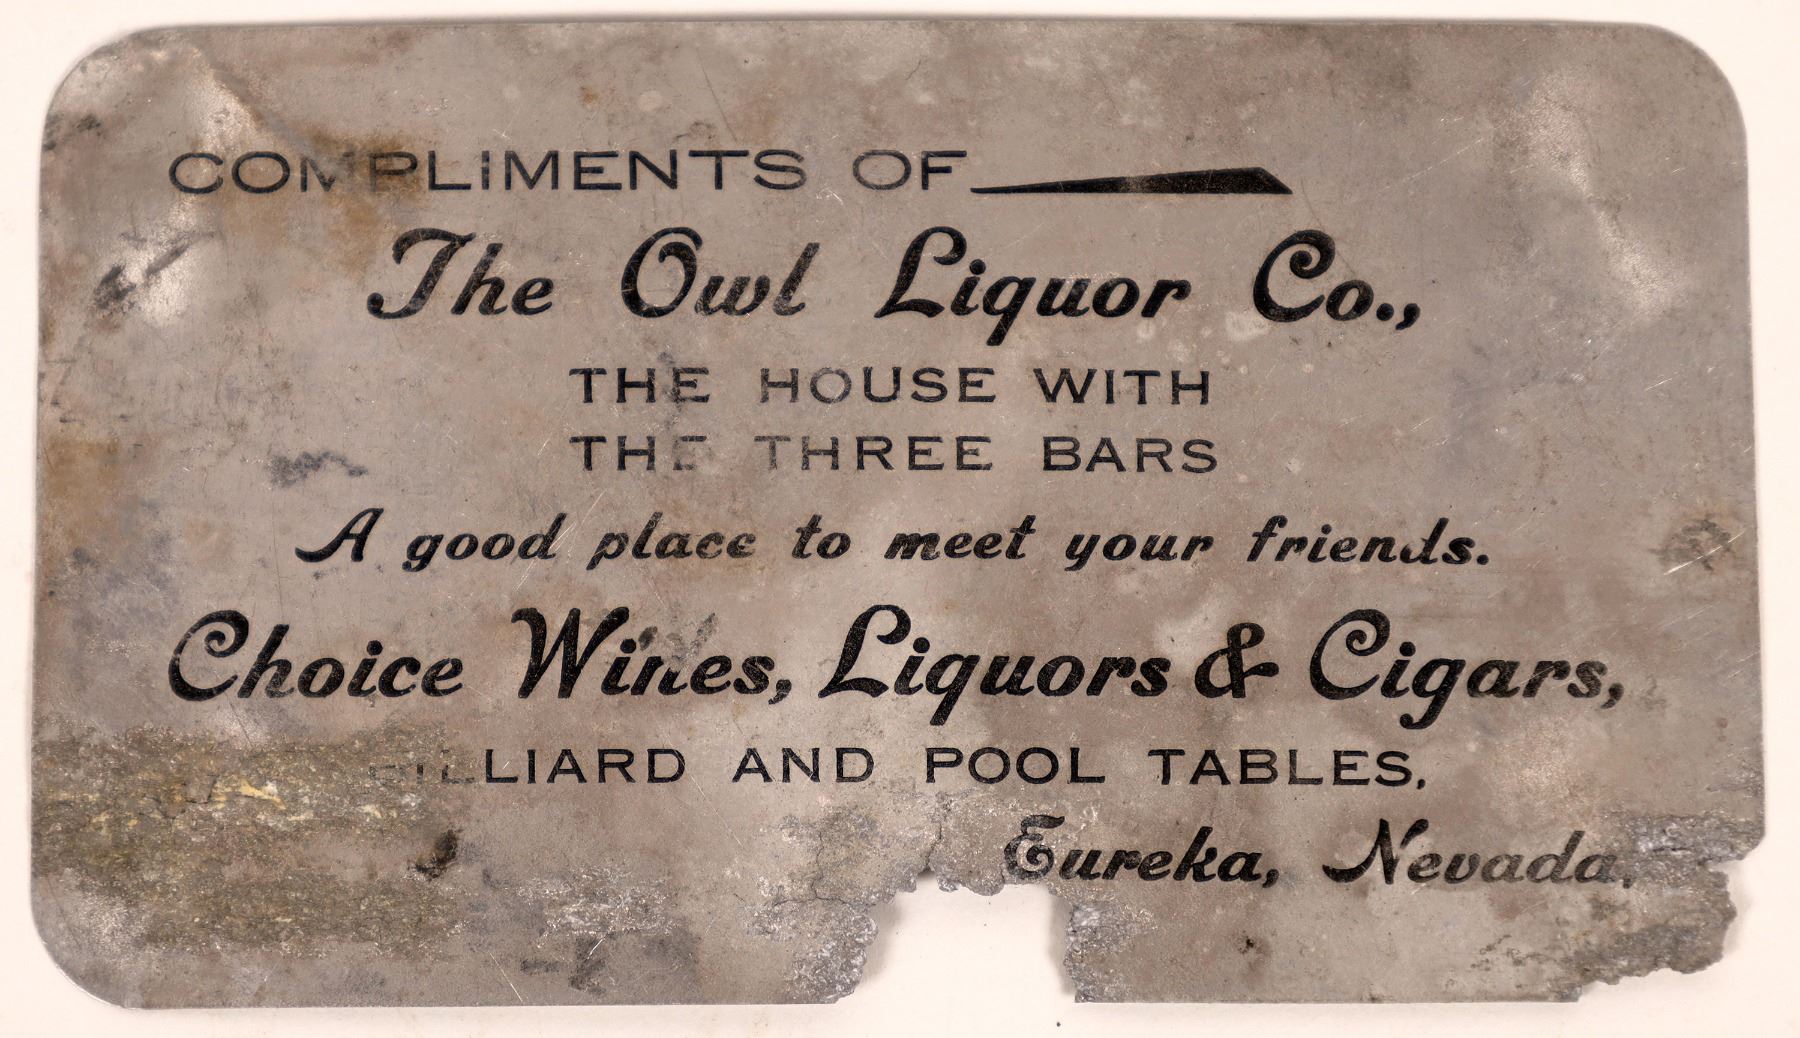 COMPLIMENTS OF
The Owl Liquor Co.,
THE HOUSE WITH
THE THREE BARS
A good place to meet your friends.
Choice Wines, Liquors & Cigars,
BILLIARD AND POOL TABLES,
Eureka, Nevada.